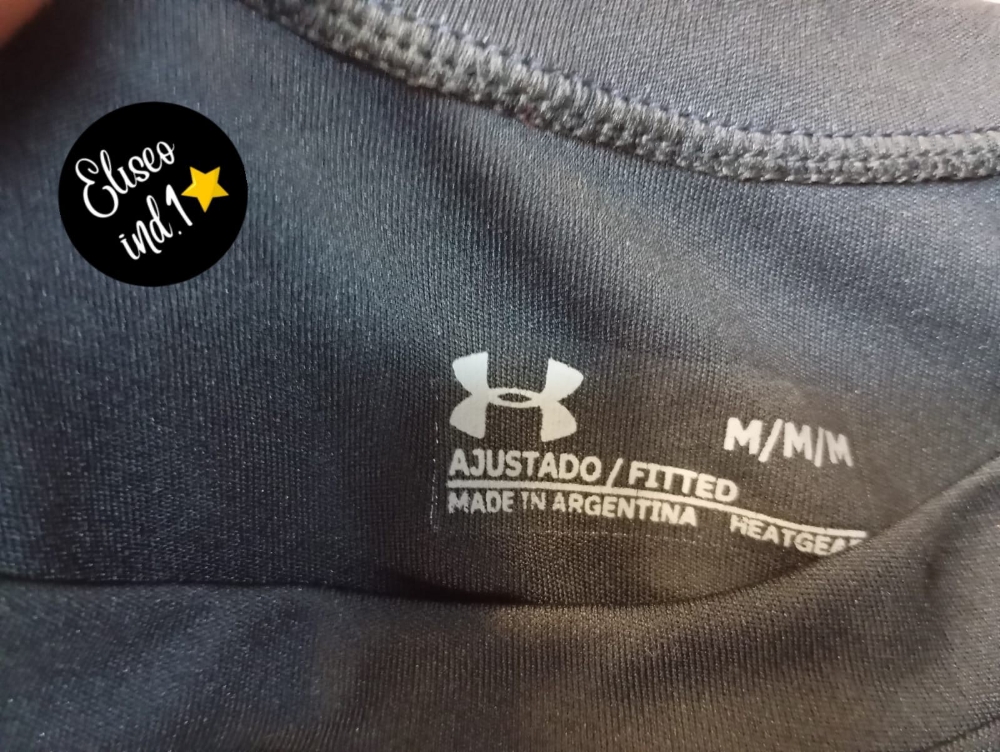 Eliseo
ind.1
M/M/M
AJUSTADO / FITTED
MADE IN ARGENTINA HEATGEAR